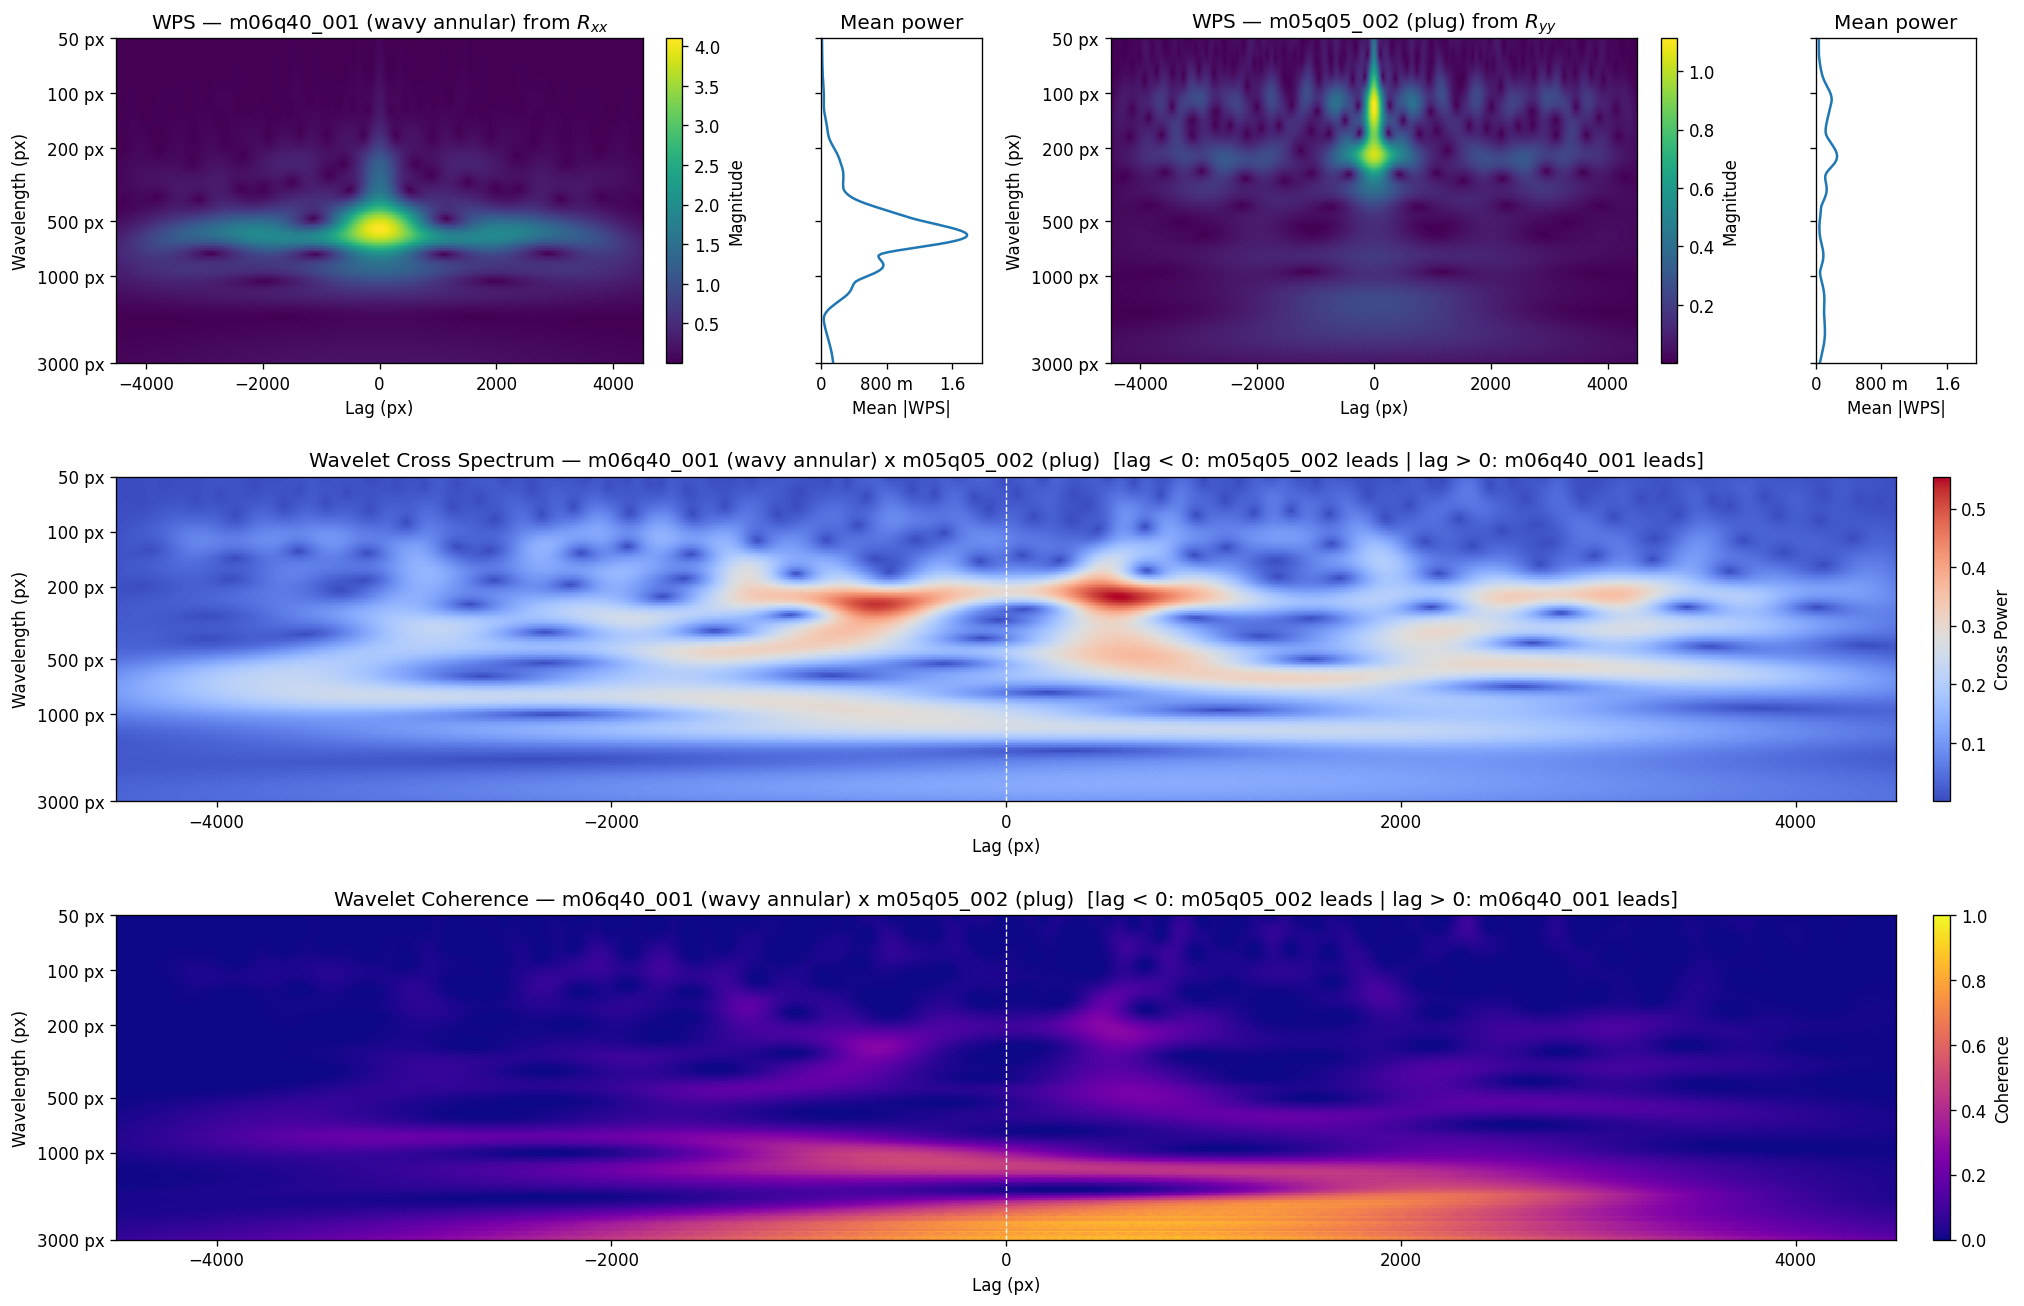 WPS — m06q40_001 (wavy annular) from Rxx
Mean power
WPS — m05q05_002 (plug) from Ryy
Mean power
50 px
100 px
200 px
500 px
1000 px
3000 px
Wavelength (px)
−4000 −2000 0 2000 4000
Lag (px)
4.0
3.5
3.0
2.5
2.0
1.5
1.0
0.5
Magnitude
0 800 m 1.6
Mean |WPS|
50 px
100 px
200 px
500 px
1000 px
3000 px
Wavelength (px)
−4000 −2000 0 2000 4000
Lag (px)
1.0
0.8
0.6
0.4
0.2
Magnitude
0 800 m 1.6
Mean |WPS|
Wavelet Cross Spectrum — m06q40_001 (wavy annular) x m05q05_002 (plug) [lag < 0: m05q05_002 leads | lag > 0: m06q40_001 leads]
50 px
100 px
200 px
500 px
1000 px
3000 px
Wavelength (px)
−4000 −2000 0 2000 4000
Lag (px)
0.5
0.4
0.3
0.2
0.1
Cross Power
Wavelet Coherence — m06q40_001 (wavy annular) x m05q05_002 (plug) [lag < 0: m05q05_002 leads | lag > 0: m06q40_001 leads]
50 px
100 px
200 px
500 px
1000 px
3000 px
Wavelength (px)
−4000 −2000 0 2000 4000
Lag (px)
1.0
0.8
0.6
0.4
0.2
0.0
Coherence